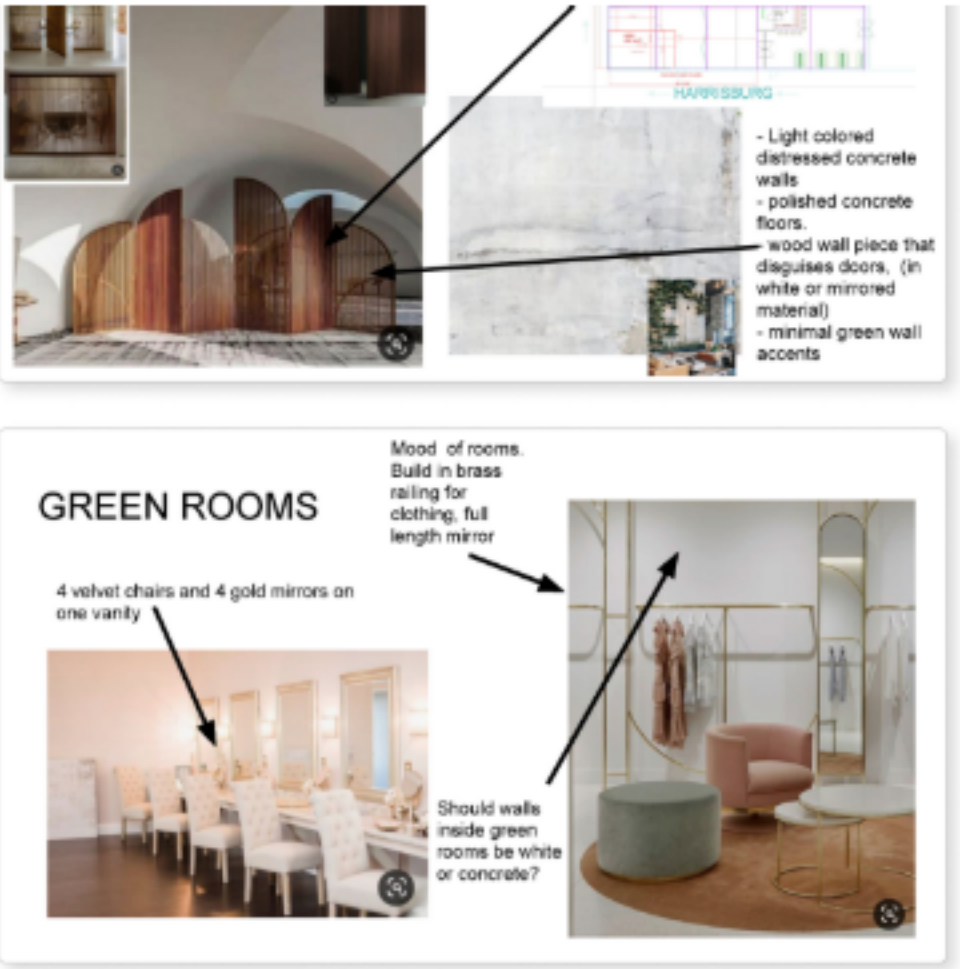 HARRISBURG
- Light colored
distressed concrete
walls
- polished concrete
floors.
- wood wall piece that
disguises doors, (in
white or mirrored
material)
- minimal green wall
accents
Mood of rooms.
Build in brass
railing for
clothing, full
length mirror
GREEN ROOMS
4 velvet chairs and 4 gold mirrors on
one vanity
Should walls
inside green
rooms be white
or concrete?